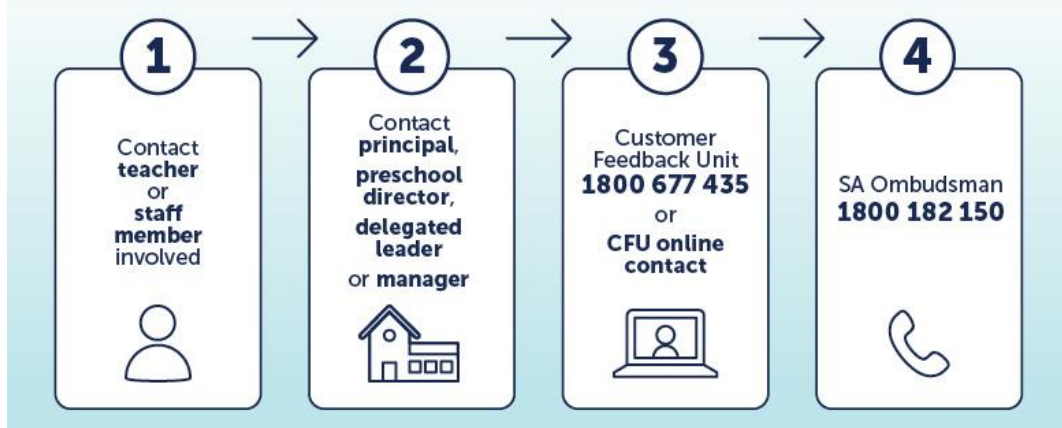 1
Contact
teacher
or
staff
member
involved
2
Contact
principal,
preschool
director,
delegated
leader
or manager
3
Customer
Feedback Unit
1800 677 435
or
CFU online
contact
4
SA Ombudsman
1800 182 150